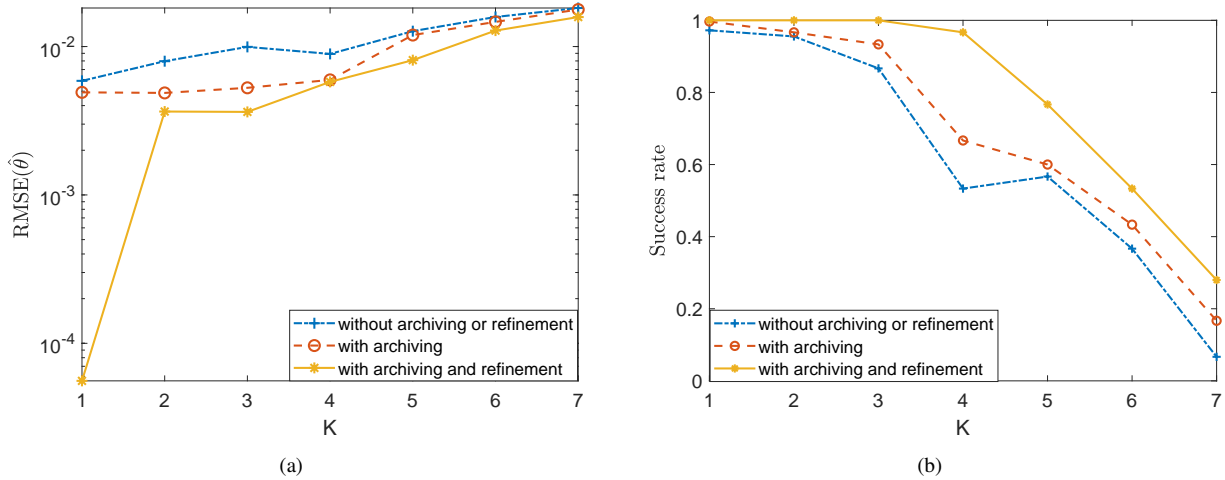 10^-2
10^-3
10^-4
RMSE(θ̂)
1 2 3 4 5 6 7
K
without archiving or refinement
with archiving
with archiving and refinement
(a)
1
0.8
0.6
0.4
0.2
0
Success rate
1 2 3 4 5 6 7
K
without archiving or refinement
with archiving
with archiving and refinement
(b)